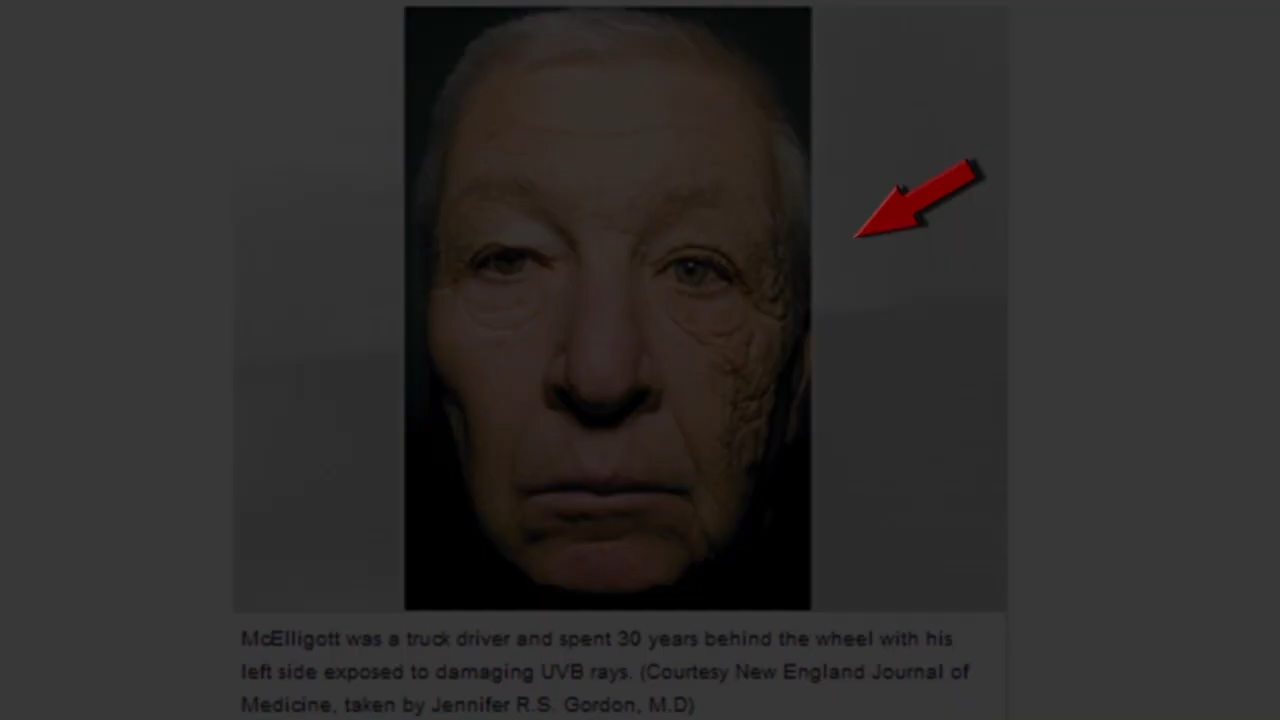 McElligott was a truck driver and spent 30 years behind the wheel with his
left side exposed to damaging UVB rays. (Courtesy New England Journal of
Medicine, taken by Jennifer R.S. Gordon, M.D)